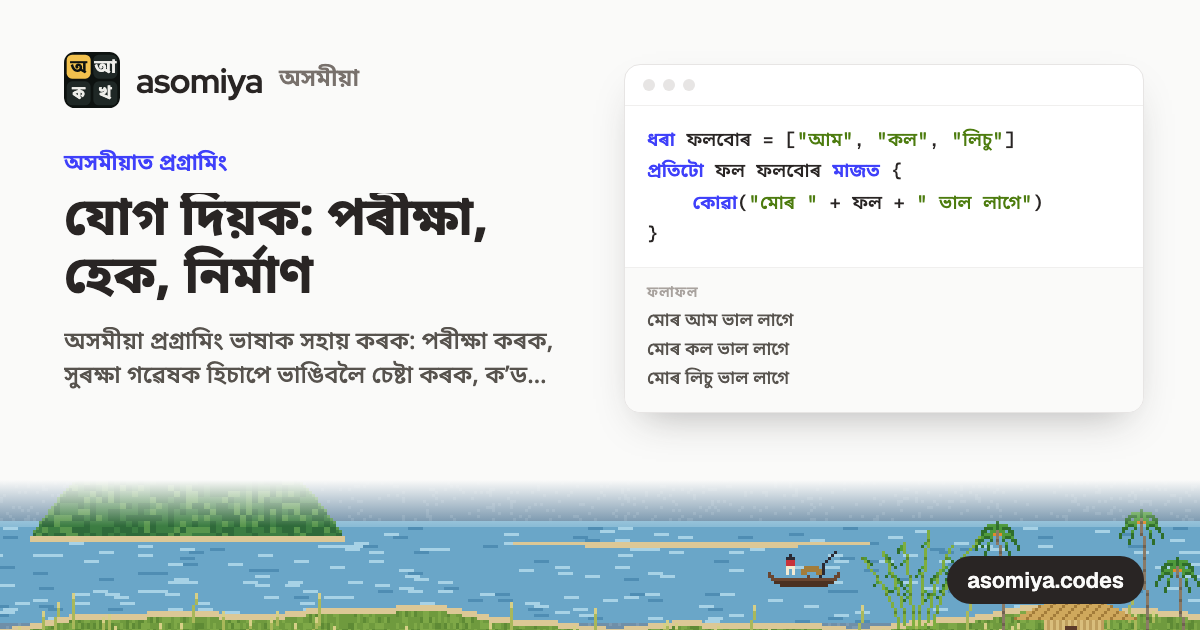 অ আ
ক খ
asomiya অসমীয়া
অসমীয়াত প্ৰগ্ৰামিং
যোগ দিয়ক: পৰীক্ষা,
হেক, নিৰ্মাণ
অসমীয়া প্ৰগ্ৰামিং ভাষাক সহায় কৰক: পৰীক্ষা কৰক,
সুৰক্ষা গৱেষক হিচাপে ভাঙিবলৈ চেষ্টা কৰক, ক’ড...
ধৰা ফলবোৰ = ["আম", "কল", "লিচু"]
প্ৰতিটো ফল ফলবোৰ মাজত {
    কোৱা("মোৰ " + ফল + " ভাল লাগে")
}
ফলাফল
মোৰ আম ভাল লাগে
মোৰ কল ভাল লাগে
মোৰ লিচু ভাল লাগে
asomiya.codes